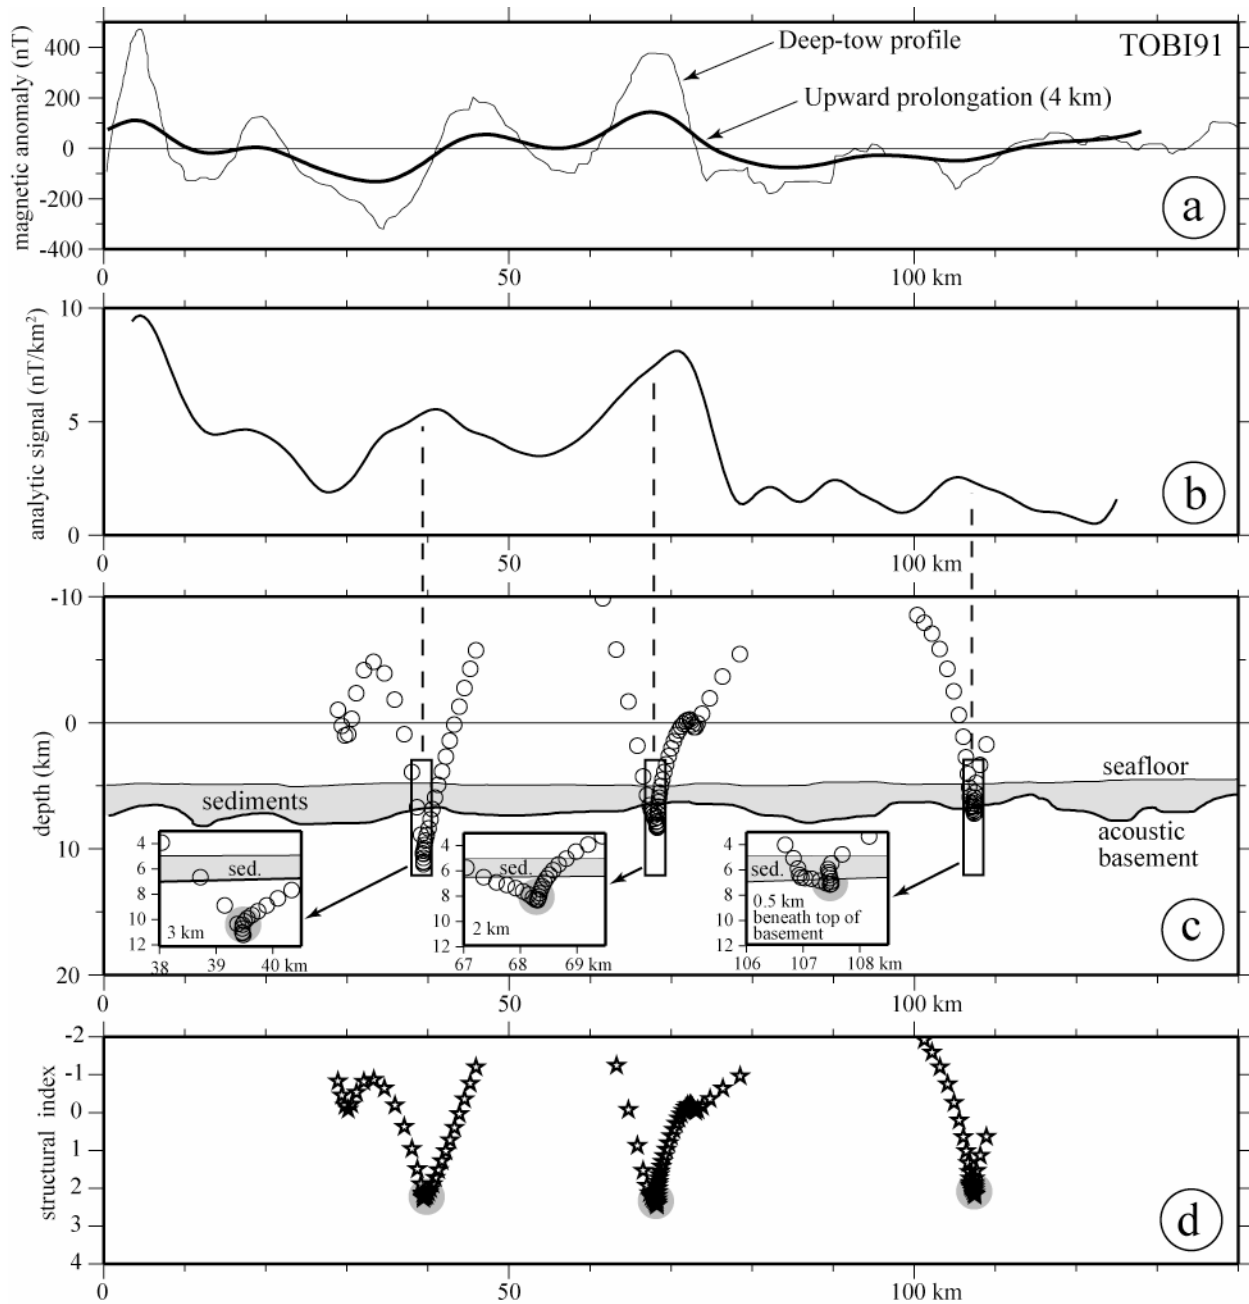 TOBI91
Deep-tow profile
Upward prolongation (4 km)
magnetic anomaly (nT)
400
200
0
-200
-400
a
0 50 100 km
analytic signal (nT/km²)
10
5
0
b
0 50 100 km
depth (km)
-10
0
10
20
seafloor
sediments
acoustic
basement
4
6
8
10
12
sed.
3 km
38 39 40 km
4
6
8
10
12
sed.
2 km
67 68 69 km
4
6
8
10
12
sed.
0.5 km
beneath top of
basement
106 107 108 km
c
0 50 100 km
structural index
-2
-1
0
1
2
3
4
d
0 50 100 km